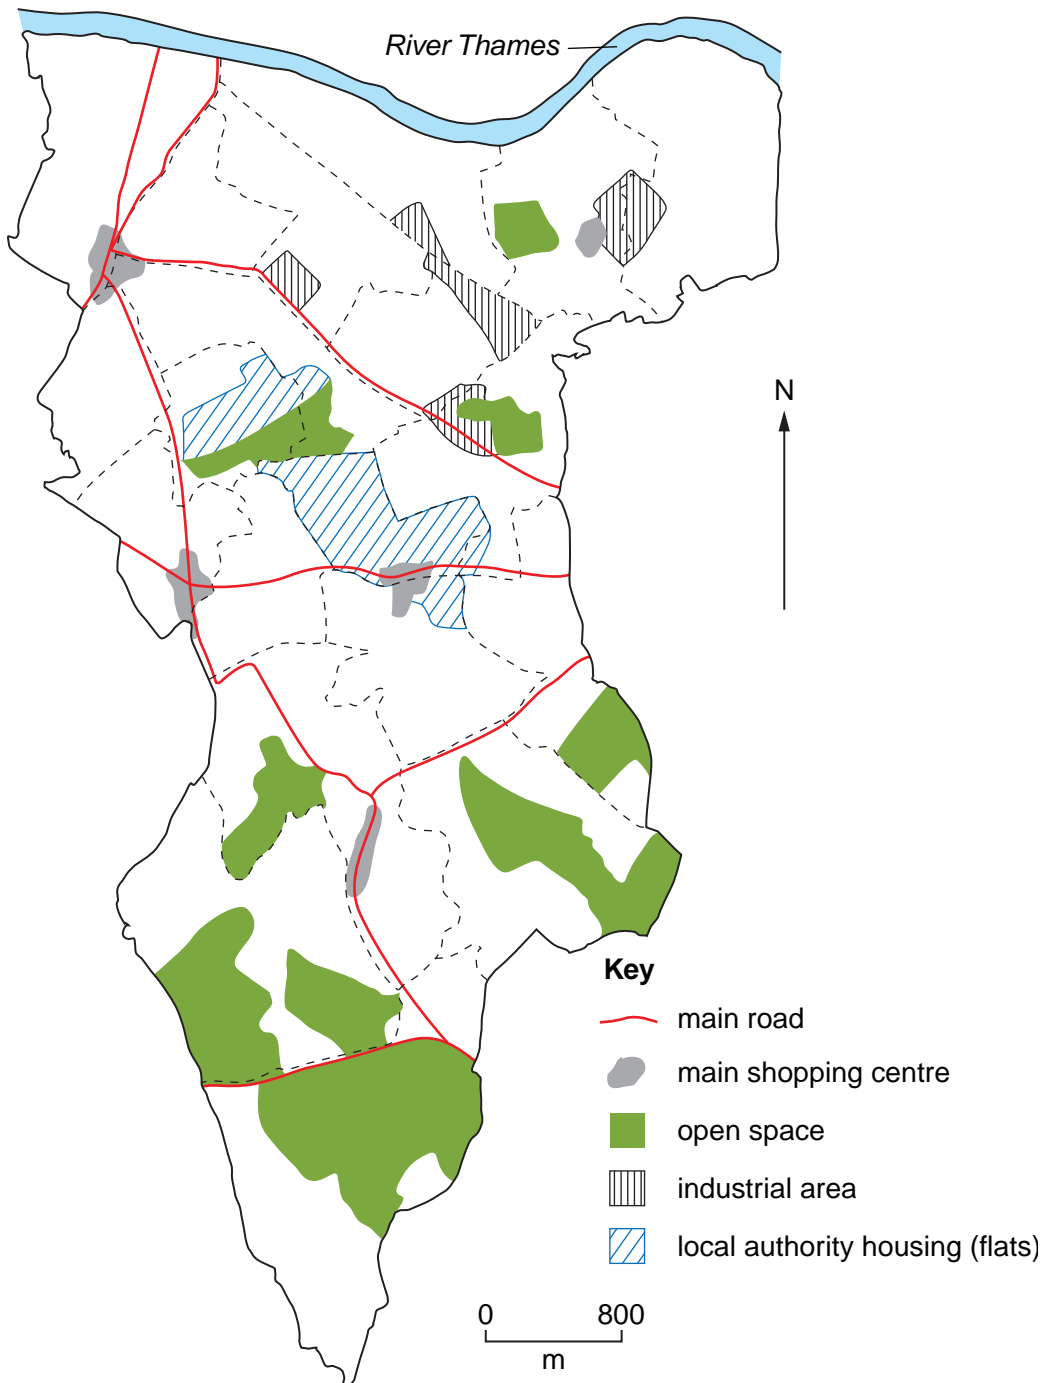 River Thames
N
Key
main road
main shopping centre
open space
industrial area
local authority housing (flats)
0 800
m